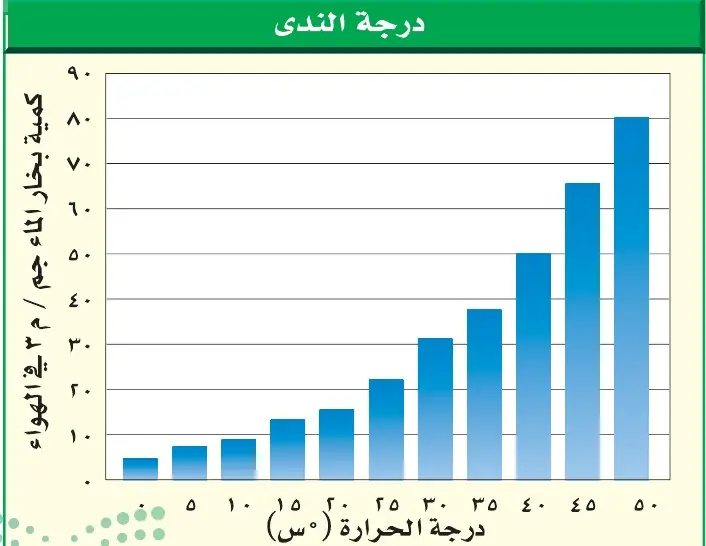 درجة الندى
كمية بخار الماء جم / م ٣ في الهواء
٩٠
٨٠
٧٠
٦٠
٥٠
٤٠
٣٠
٢٠
١٠
٠
٠ ٥ ١٠ ١٥ ٢٠ ٢٥ ٣٠ ٣٥ ٤٠ ٤٥ ٥٠
درجة الحرارة (°س)